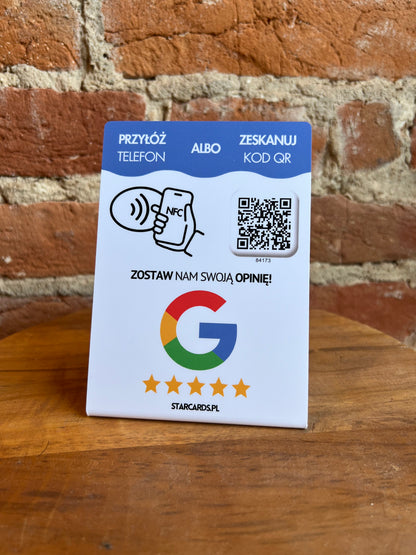 PRZYŁÓŻ TELEFON
ALBO
ZESKANUJ KOD QR
NFC
84173
ZOSTAW NAM SWOJĄ OPINIĘ!
G
STARCARDS.PL